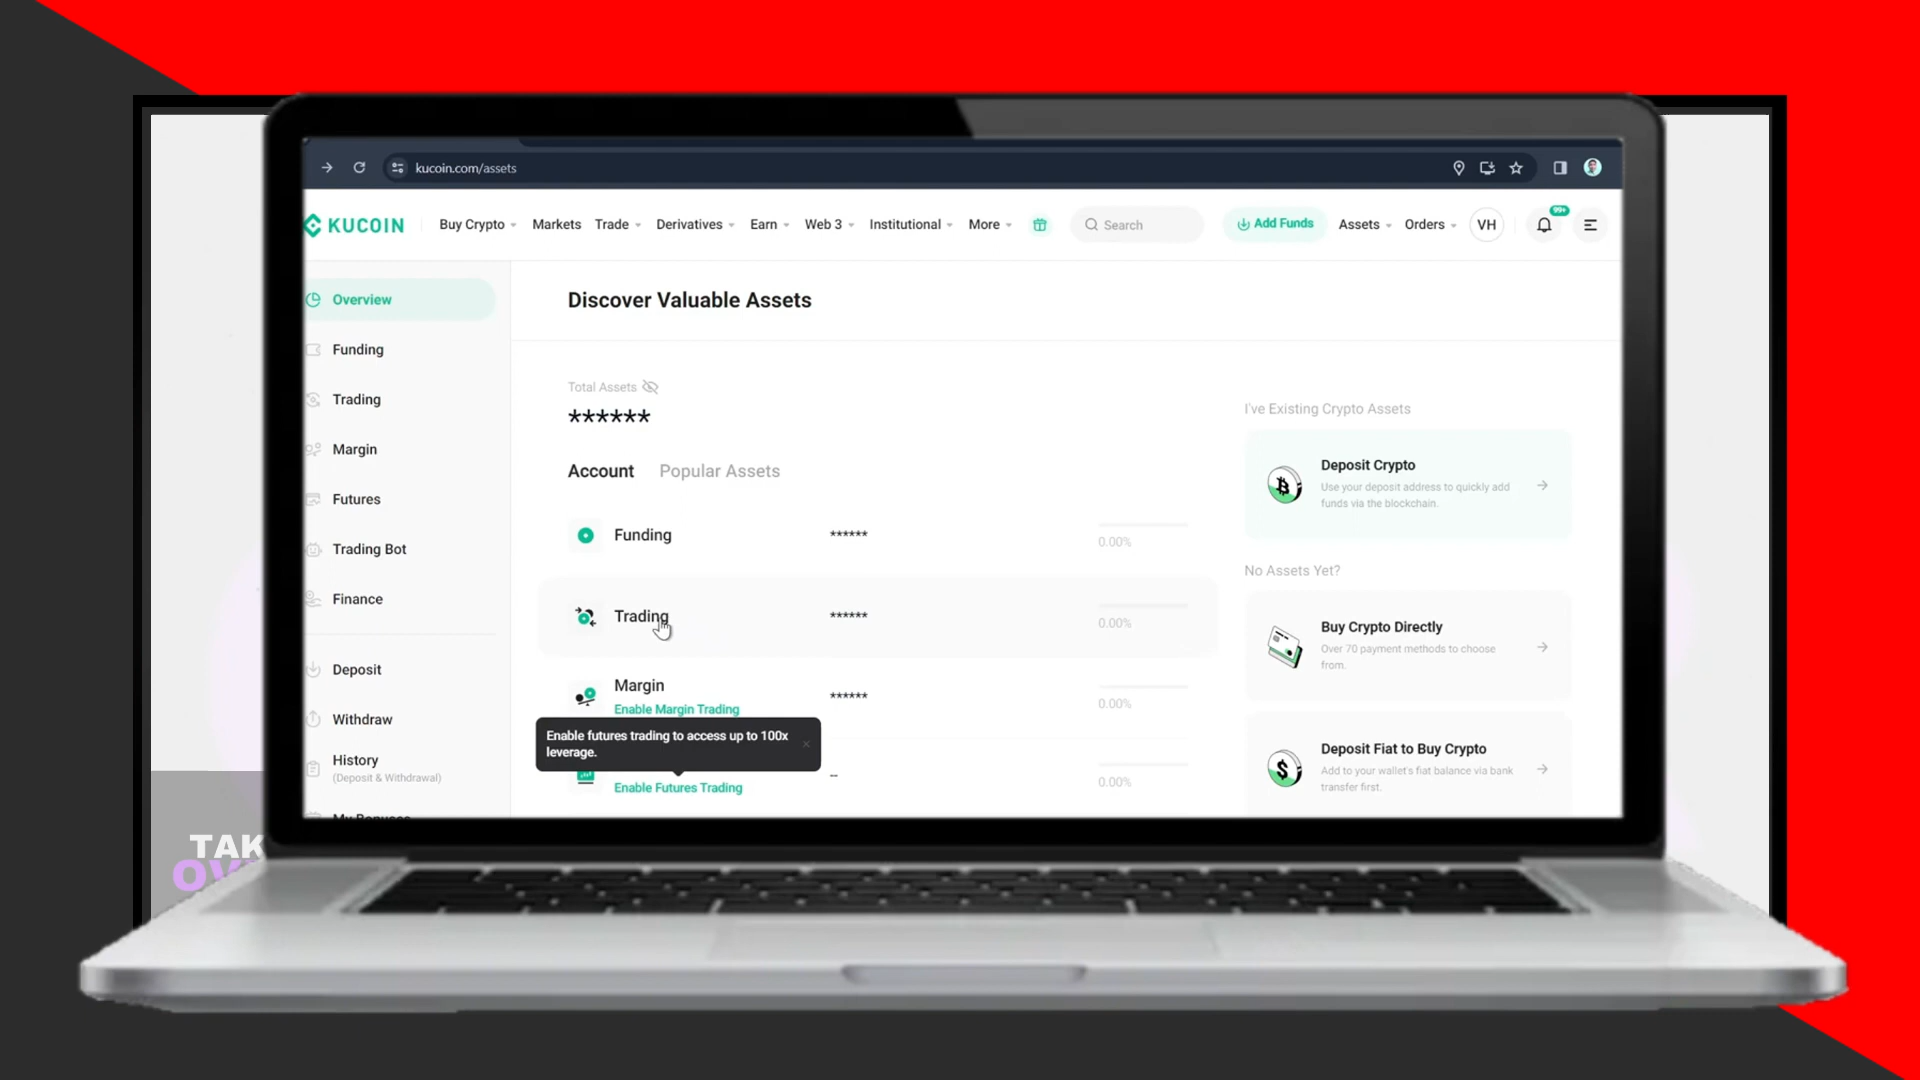 kucoin.com/assets
KUCOIN
Buy Crypto
Markets
Trade
Derivatives
Earn
Web 3
Institutional
More
Search
Add Funds
Assets
Orders
VH
99+
Overview
Funding
Trading
Margin
Futures
Trading Bot
Finance
Deposit
Withdraw
History
(Deposit & Withdrawal)
My Bonuses
Discover Valuable Assets
Total Assets
******
Account
Popular Assets
Funding
******
0.00%
Trading
******
0.00%
Margin
Enable Margin Trading
******
0.00%
Enable futures trading to access up to 100x
leverage.
Enable Futures Trading
--
0.00%
I've Existing Crypto Assets
Deposit Crypto
Use your deposit address to quickly add
funds via the blockchain.
No Assets Yet?
Buy Crypto Directly
Over 70 payment methods to choose
from.
Deposit Fiat to Buy Crypto
Add to your wallet's fiat balance via bank
transfer first.
TAK
OV